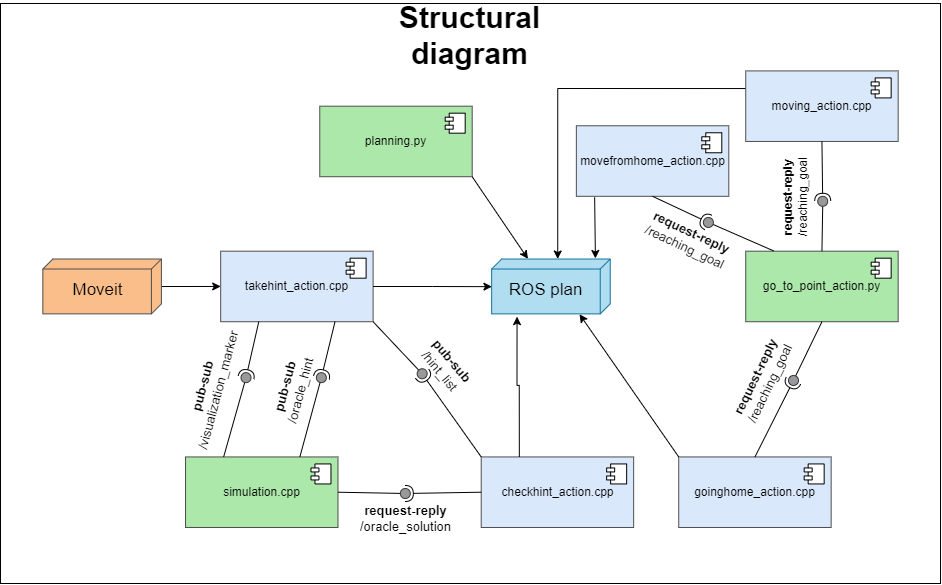 Structural
diagram
moving_action.cpp
planning.py
movefromhome_action.cpp
request-reply
/reaching_goal
request-reply
/reaching_goal
Moveit
takehint_action.cpp
ROS plan
go_to_point_action.py
pub-sub
/visualization_marker
pub-sub
/oracle_hint
pub-sub
/hint_list
request-reply
/reaching_goal
simulation.cpp
checkhint_action.cpp
goinghome_action.cpp
request-reply
/oracle_solution